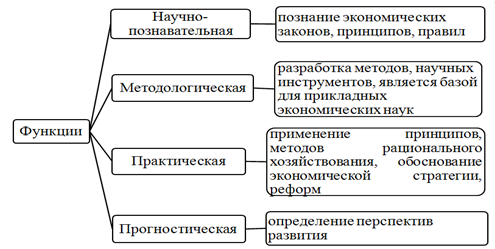 Функции
Научно-
познавательная
познание экономических
законов, принципов, правил
Методологическая
разработка методов, научных
инструментов, является базой
для прикладных
экономических наук
Практическая
применение принципов,
методов рационального
хозяйствования, обоснование
экономической стратегии,
реформ
Прогностическая
определение перспектив
развития